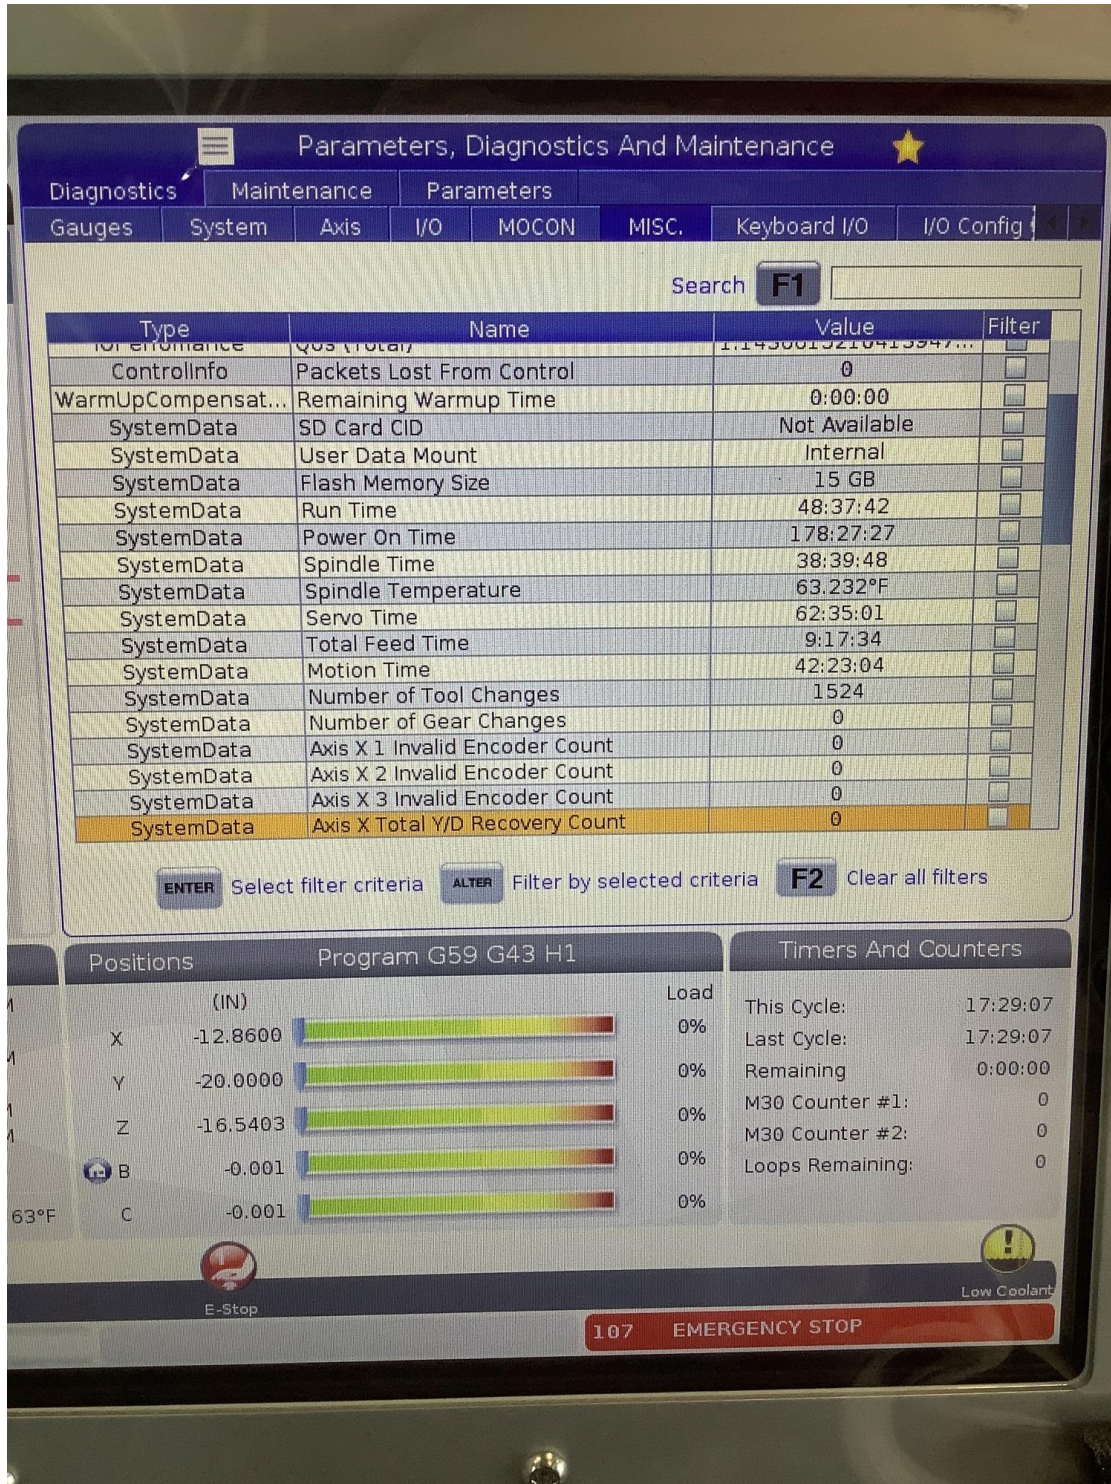 Parameters, Diagnostics And Maintenance
Diagnostics Maintenance Parameters
Gauges System Axis I/O MOCON MISC. Keyboard I/O I/O Config
Search F1
Type Name Value Filter
QoS (Total)
ControlInfo Packets Lost From Control 0
WarmUpCompensat... Remaining Warmup Time 0:00:00
SystemData SD Card CID Not Available
SystemData User Data Mount Internal
SystemData Flash Memory Size 15 GB
SystemData Run Time 48:37:42
SystemData Power On Time 178:27:27
SystemData Spindle Time 38:39:48
SystemData Spindle Temperature 63.232°F
SystemData Servo Time 62:35:01
SystemData Total Feed Time 9:17:34
SystemData Motion Time 42:23:04
SystemData Number of Tool Changes 1524
SystemData Number of Gear Changes 0
SystemData Axis X 1 Invalid Encoder Count 0
SystemData Axis X 2 Invalid Encoder Count 0
SystemData Axis X 3 Invalid Encoder Count 0
SystemData Axis X Total Y/D Recovery Count 0
ENTER Select filter criteria ALTER Filter by selected criteria F2 Clear all filters
Positions Program G59 G43 H1
(IN) Load
X -12.8600 0%
Y -20.0000 0%
Z -16.5403 0%
B -0.001 0%
C -0.001 0%
63°F
Timers And Counters
This Cycle: 17:29:07
Last Cycle: 17:29:07
Remaining 0:00:00
M30 Counter #1: 0
M30 Counter #2: 0
Loops Remaining: 0
E-Stop
Low Coolant
107 EMERGENCY STOP